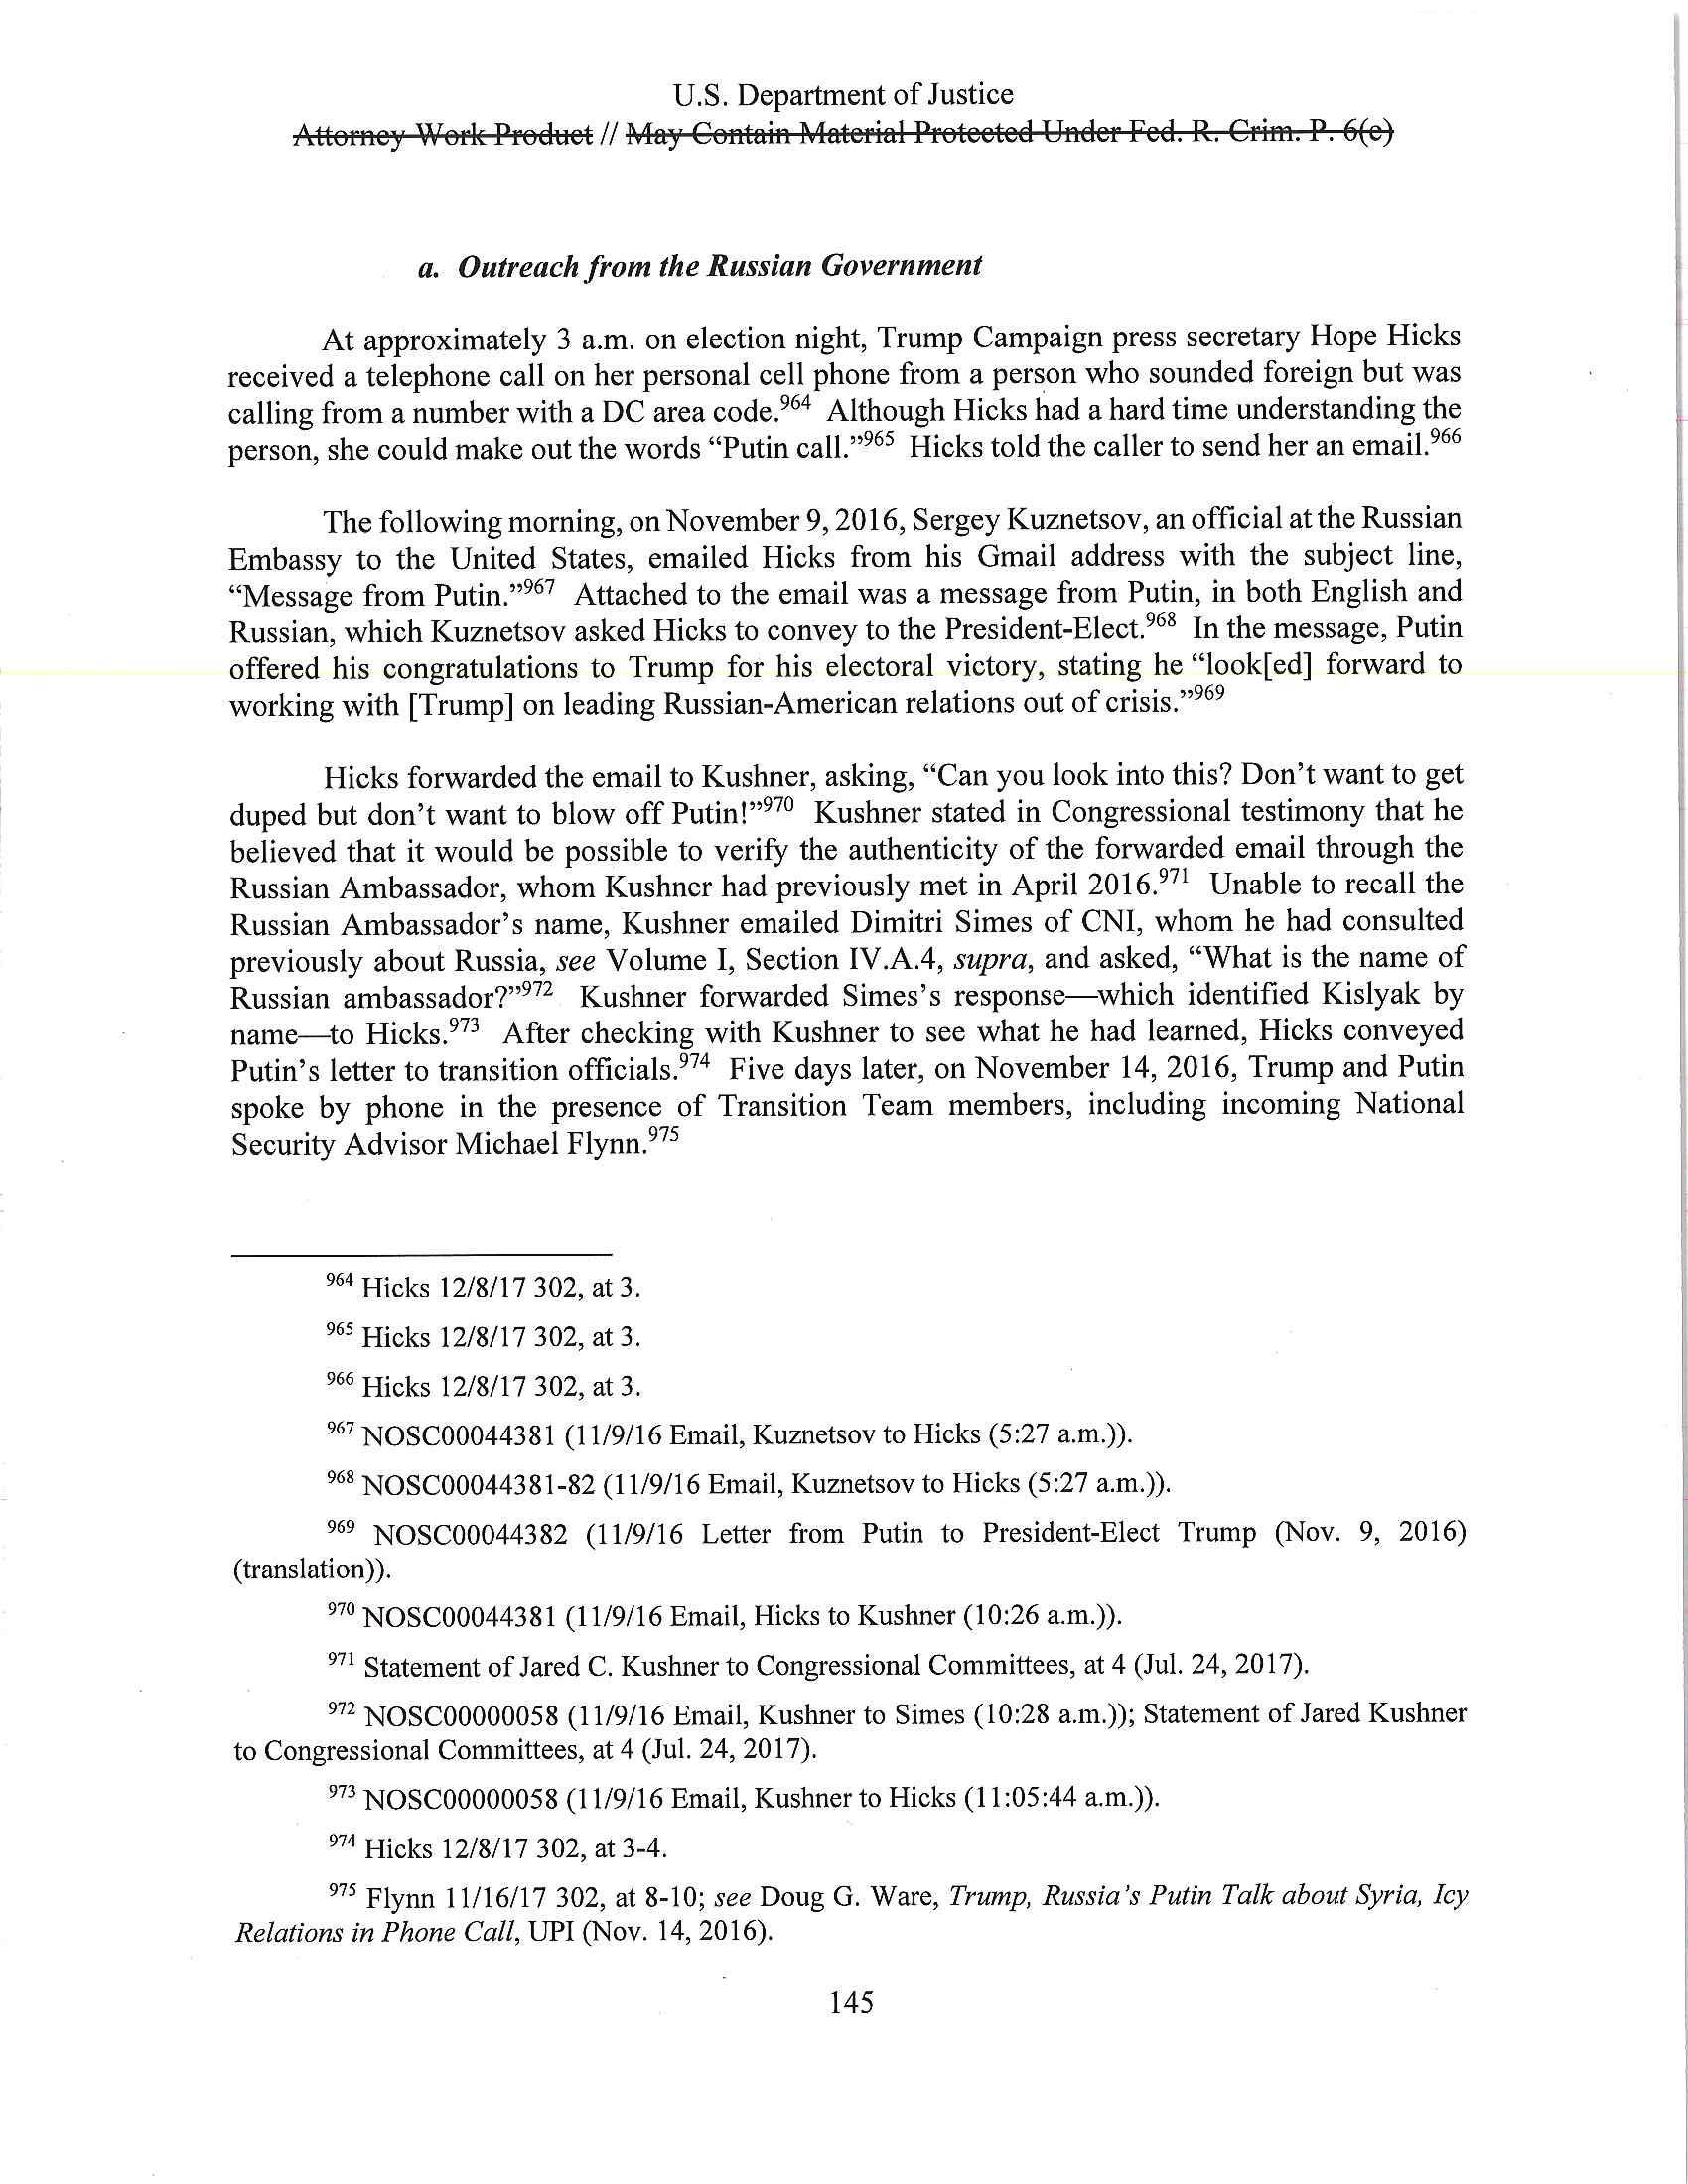 U.S. Department of Justice
Attorney Work Product // May Contain Material Protected Under Fed. R. Crim. P. 6(e)
a. Outreach from the Russian Government
At approximately 3 a.m. on election night, Trump Campaign press secretary Hope Hicks
received a telephone call on her personal cell phone from a person who sounded foreign but was
calling from a number with a DC area code.964 Although Hicks had a hard time understanding the
person, she could make out the words “Putin call.”965 Hicks told the caller to send her an email.966
The following morning, on November 9, 2016, Sergey Kuznetsov, an official at the Russian
Embassy to the United States, emailed Hicks from his Gmail address with the subject line,
“Message from Putin.”967 Attached to the email was a message from Putin, in both English and
Russian, which Kuznetsov asked Hicks to convey to the President-Elect.968 In the message, Putin
offered his congratulations to Trump for his electoral victory, stating he “look[ed] forward to
working with [Trump] on leading Russian-American relations out of crisis.”969
Hicks forwarded the email to Kushner, asking, “Can you look into this? Don’t want to get
duped but don’t want to blow off Putin!”970 Kushner stated in Congressional testimony that he
believed that it would be possible to verify the authenticity of the forwarded email through the
Russian Ambassador, whom Kushner had previously met in April 2016.971 Unable to recall the
Russian Ambassador’s name, Kushner emailed Dimitri Simes of CNI, whom he had consulted
previously about Russia, see Volume I, Section IV.A.4, supra, and asked, “What is the name of
Russian ambassador?”972 Kushner forwarded Simes’s response—which identified Kislyak by
name—to Hicks.973 After checking with Kushner to see what he had learned, Hicks conveyed
Putin’s letter to transition officials.974 Five days later, on November 14, 2016, Trump and Putin
spoke by phone in the presence of Transition Team members, including incoming National
Security Advisor Michael Flynn.975
964 Hicks 12/8/17 302, at 3.
965 Hicks 12/8/17 302, at 3.
966 Hicks 12/8/17 302, at 3.
967 NOSC00044381 (11/9/16 Email, Kuznetsov to Hicks (5:27 a.m.)).
968 NOSC00044381-82 (11/9/16 Email, Kuznetsov to Hicks (5:27 a.m.)).
969 NOSC00044382 (11/9/16 Letter from Putin to President-Elect Trump (Nov. 9, 2016)
(translation)).
970 NOSC00044381 (11/9/16 Email, Hicks to Kushner (10:26 a.m.)).
971 Statement of Jared C. Kushner to Congressional Committees, at 4 (Jul. 24, 2017).
972 NOSC00000058 (11/9/16 Email, Kushner to Simes (10:28 a.m.)); Statement of Jared Kushner
to Congressional Committees, at 4 (Jul. 24, 2017).
973 NOSC00000058 (11/9/16 Email, Kushner to Hicks (11:05:44 a.m.)).
974 Hicks 12/8/17 302, at 3-4.
975 Flynn 11/16/17 302, at 8-10; see Doug G. Ware, Trump, Russia’s Putin Talk about Syria, Icy
Relations in Phone Call, UPI (Nov. 14, 2016).
145